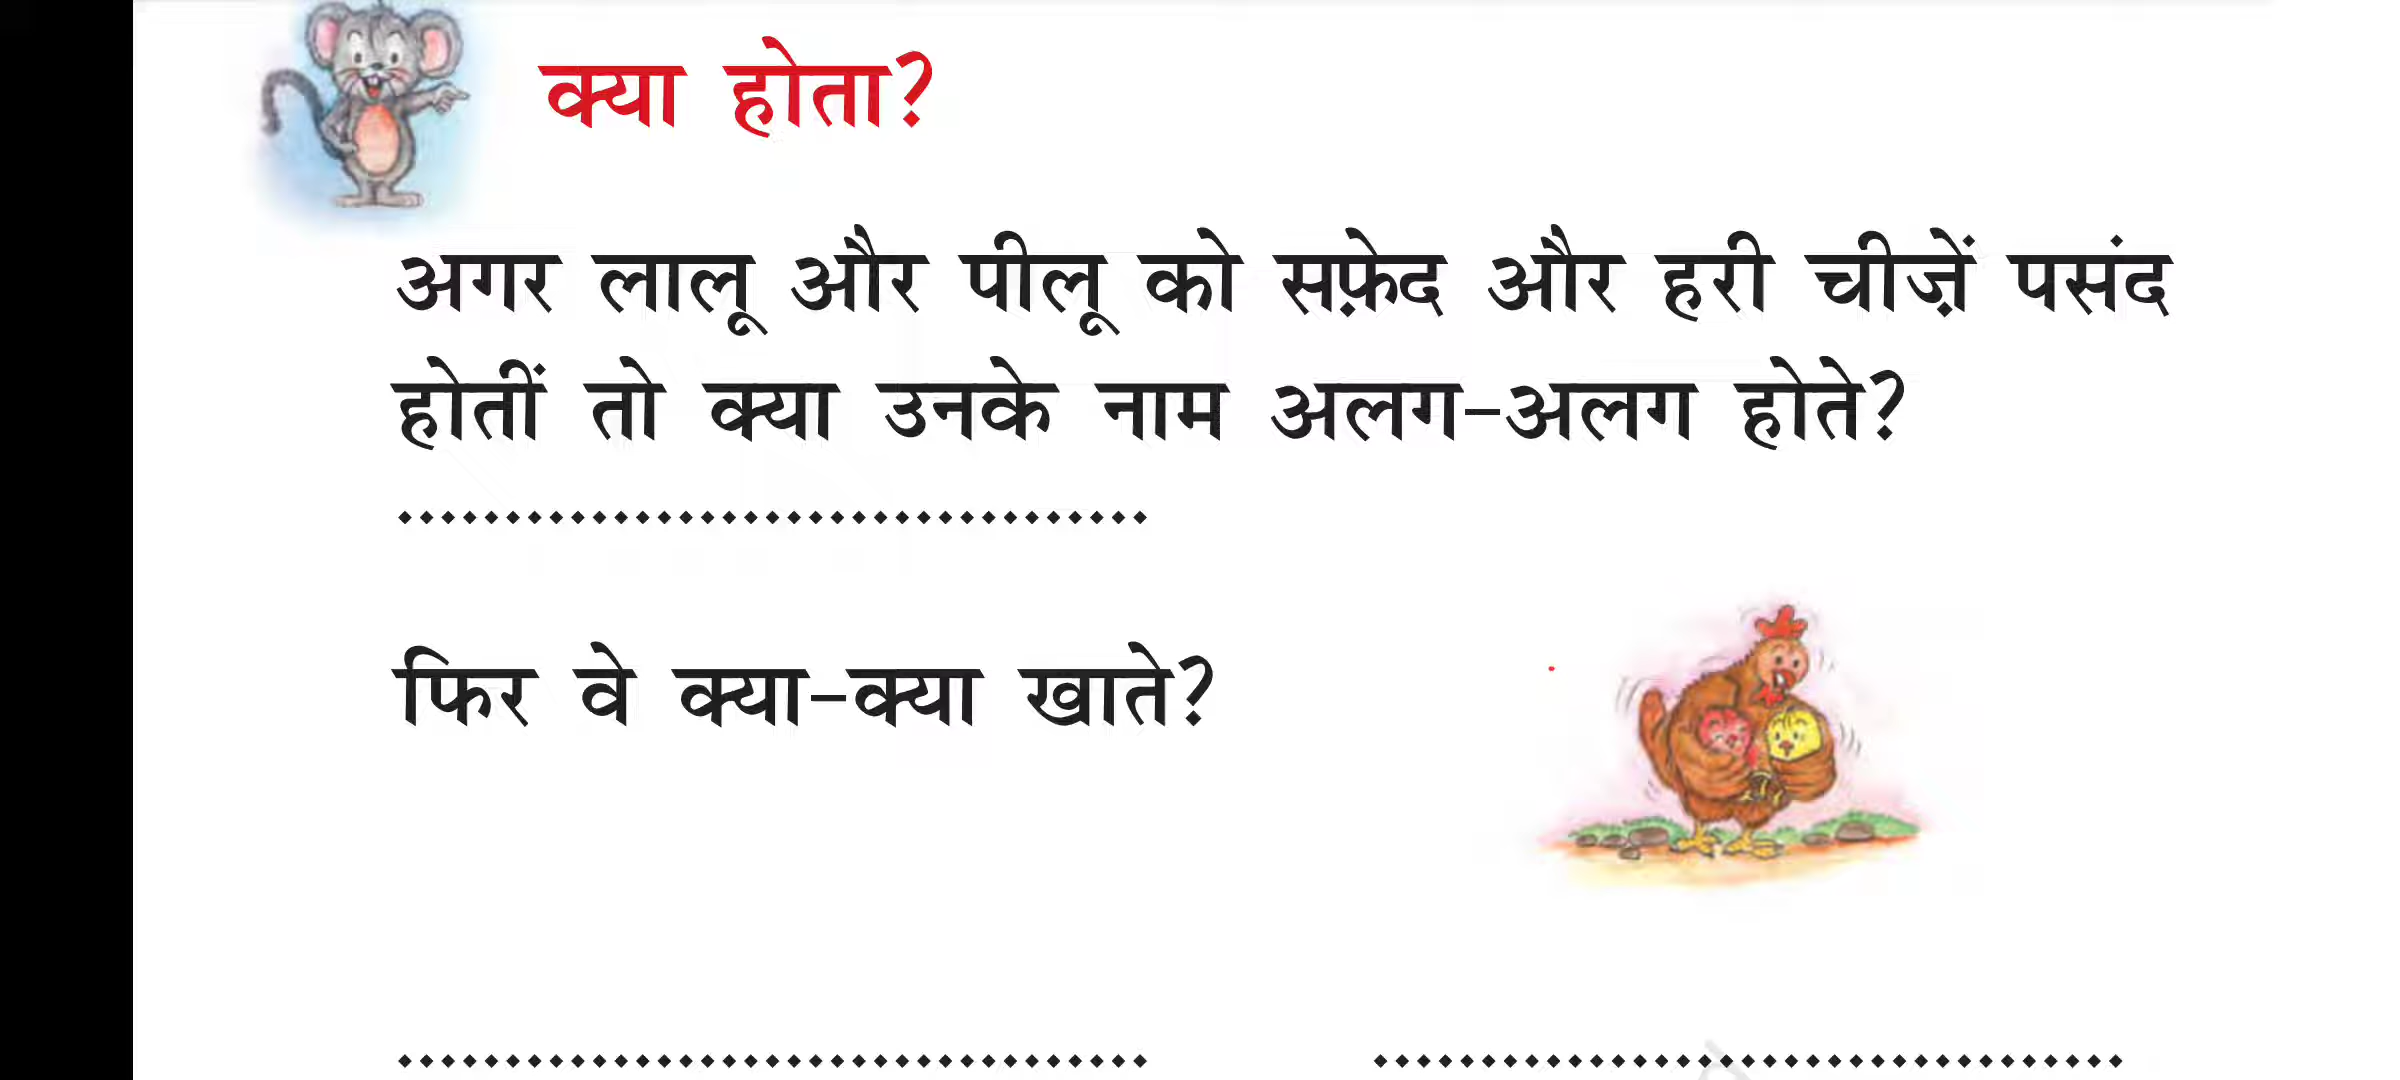 क्या होता?
अगर लालू और पीलू को सफ़ेद और हरी चीज़ें पसंद
होतीं तो क्या उनके नाम अलग-अलग होते?
..................................
फिर वे क्या-क्या खाते?
.................................. ..................................